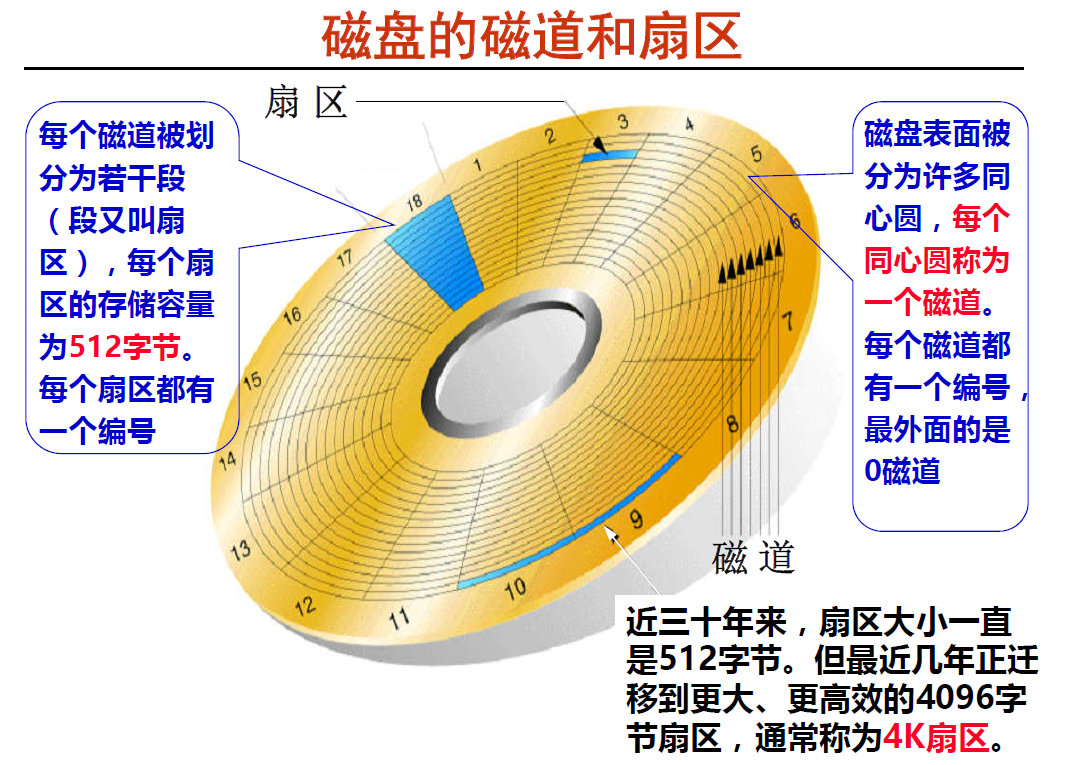 磁盘的磁道和扇区
扇 区
每个磁道被划
分为若干段
（段又叫扇
区），每个扇
区的存储容量
为512字节。
每个扇区都有
一个编号
磁盘表面被
分为许多同
心圆，每个
同心圆称为
一个磁道。
每个磁道都
有一个编号，
最外面的是
0磁道
1
2
3
4
5
6
7
8
9
10
11
12
13
14
15
16
17
18
磁 道
近三十年来，扇区大小一直
是512字节。但最近几年正迁
移到更大、更高效的4096字
节扇区，通常称为4K扇区。